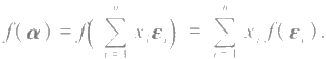 f(α) = f( ∑_{i=1}^{n} x_i ε_i ) = ∑_{i=1}^{n} x_i f(ε_i).